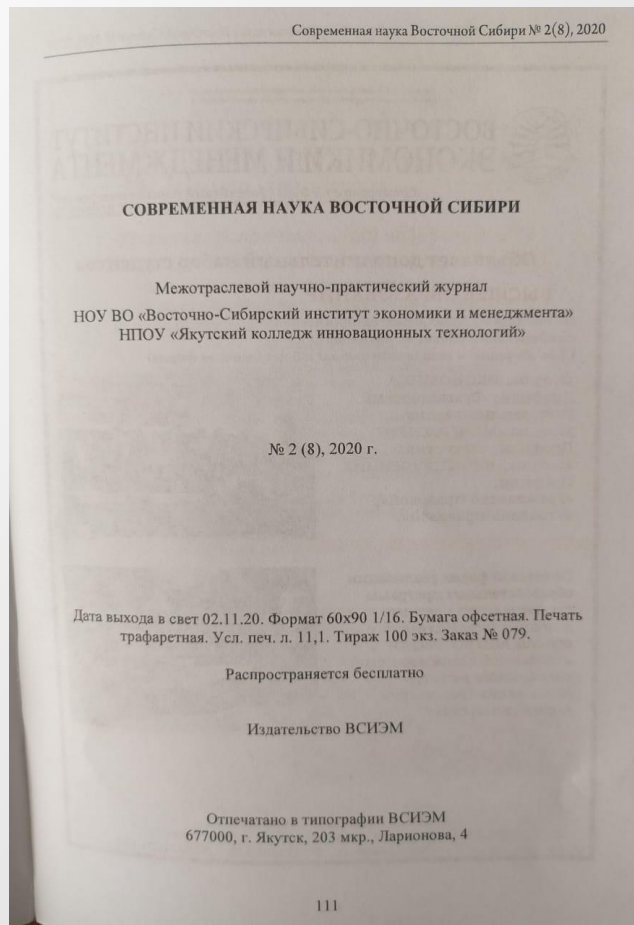 Современная наука Восточной Сибири № 2(8), 2020
СОВРЕМЕННАЯ НАУКА ВОСТОЧНОЙ СИБИРИ
Межотраслевой научно-практический журнал
НОУ ВО «Восточно-Сибирский институт экономики и менеджмента»
НПОУ «Якутский колледж инновационных технологий»
№ 2 (8), 2020 г.
Дата выхода в свет 02.11.20. Формат 60х90 1/16. Бумага офсетная. Печать
трафаретная. Усл. печ. л. 11,1. Тираж 100 экз. Заказ № 079.
Распространяется бесплатно
Издательство ВСИЭМ
Отпечатано в типографии ВСИЭМ
677000, г. Якутск, 203 мкр., Ларионова, 4
111